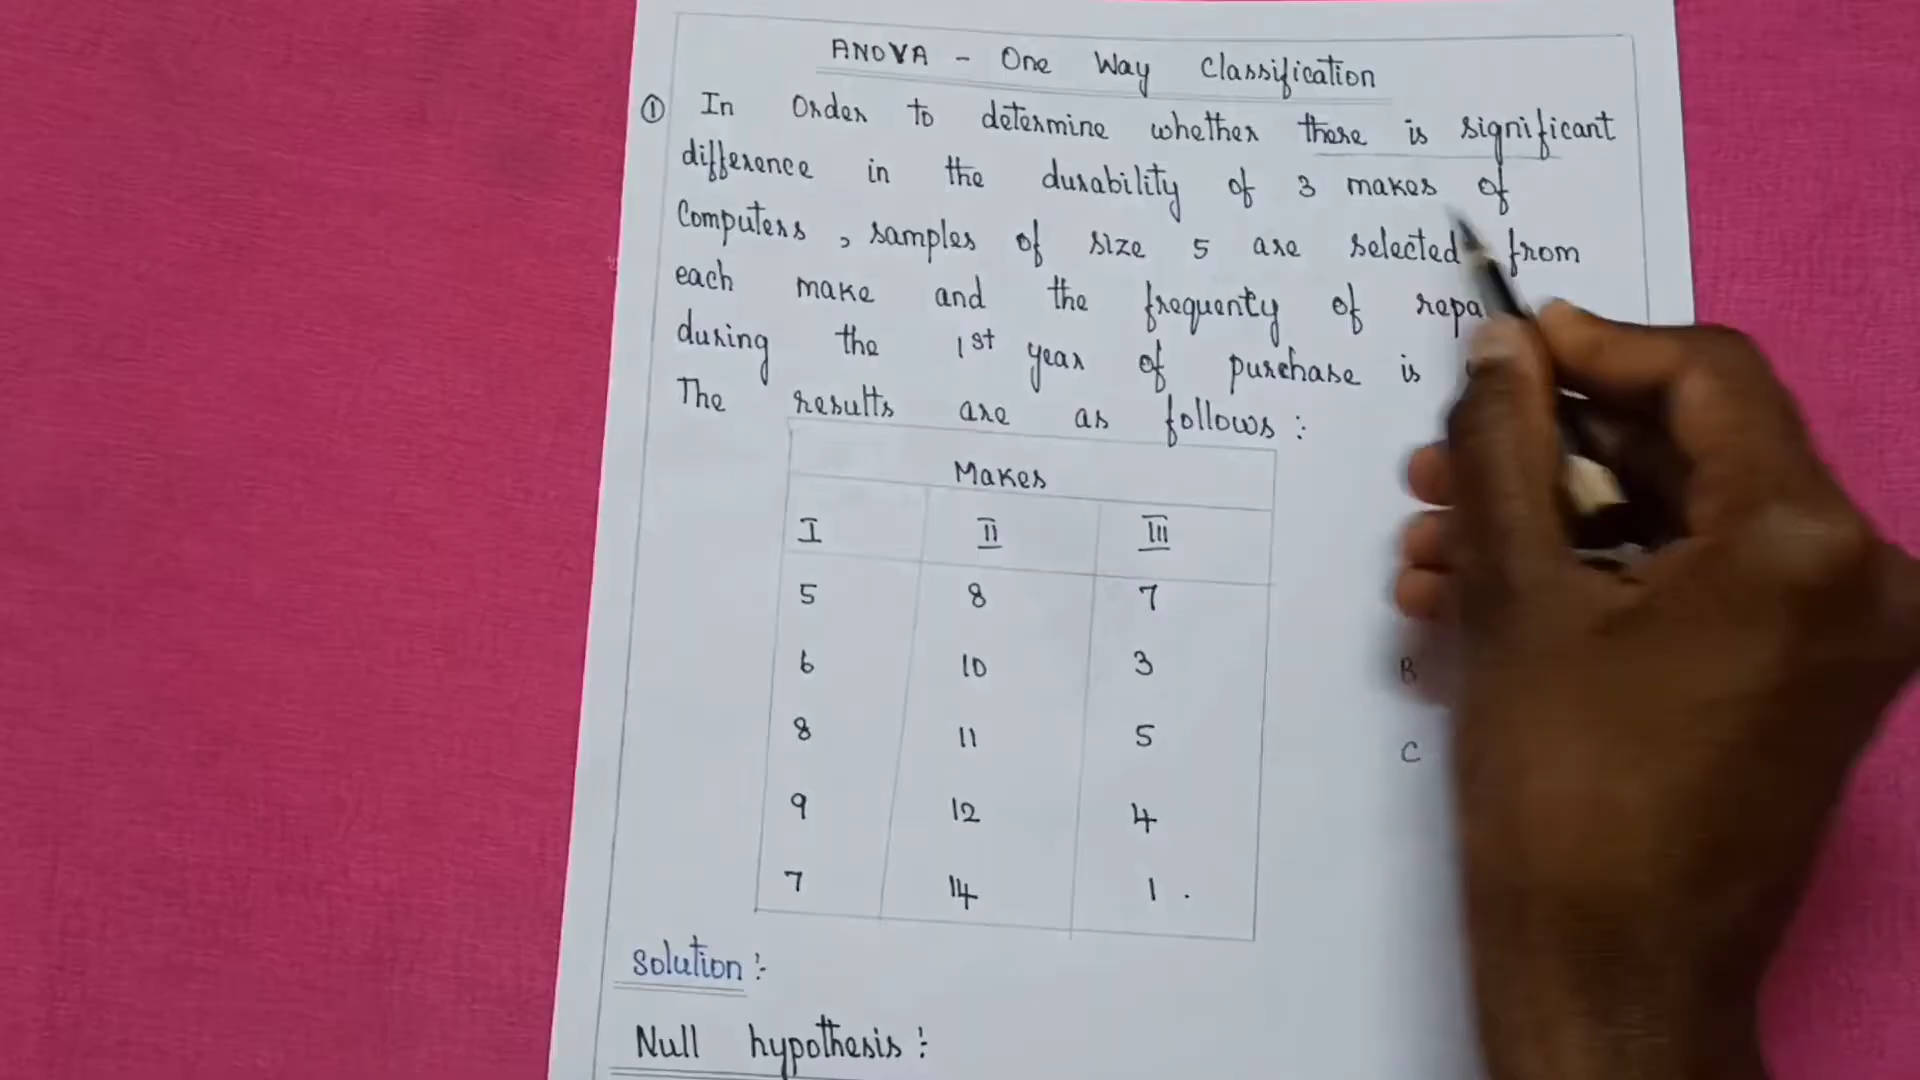 ANOVA - One Way Classification
① In order to determine whether there is significant
difference in the durability of 3 makes of
Computers, samples of size 5 are selected from
each make and the frequenty of
during the 1st year of purchase is
The results are as follows:
Makes
I II III
5 8 7
6 10 3
8 11 5
9 12 4
7 14 1.
B
C
Solution:-
Null hypothesis:-